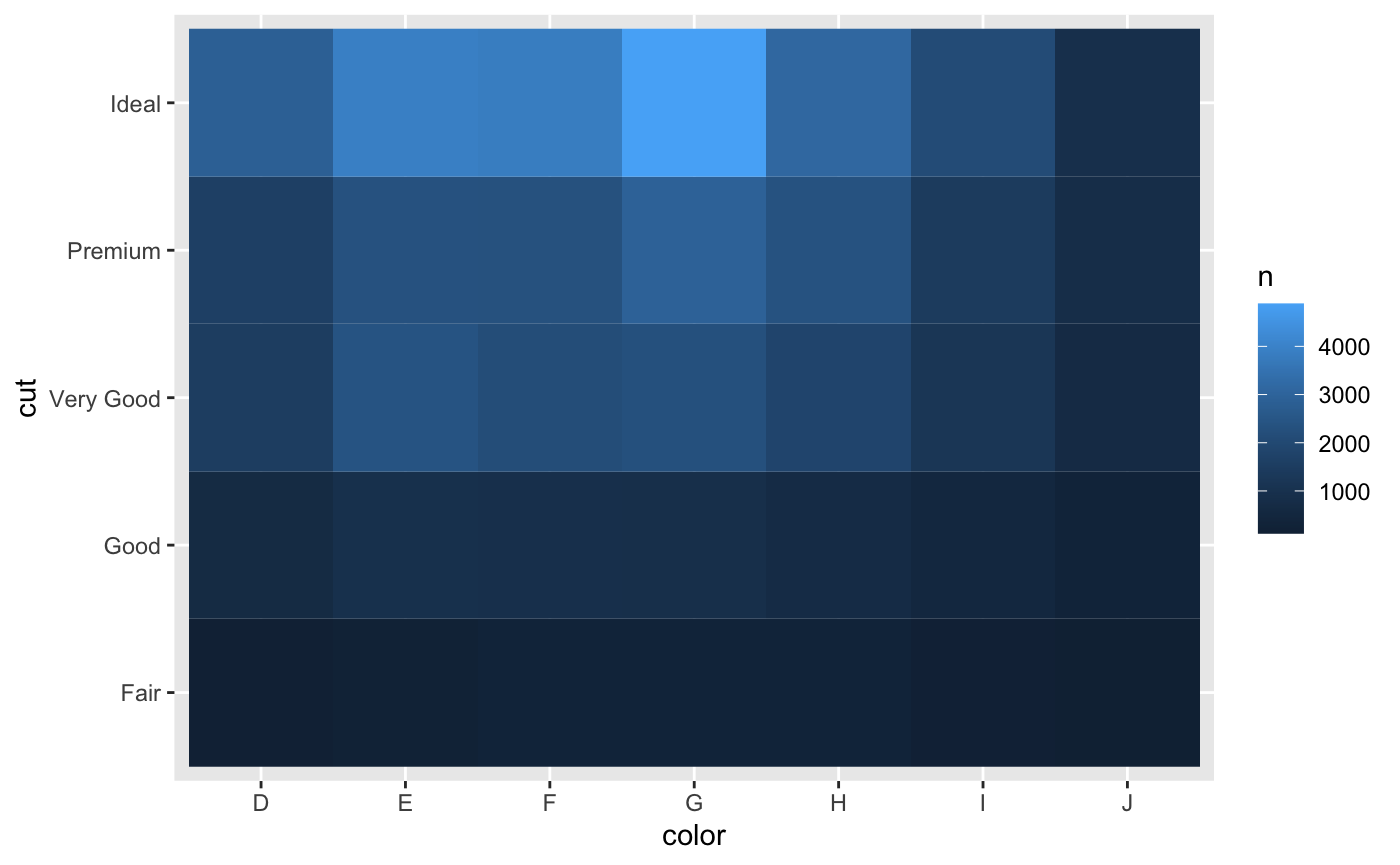 Ideal
Premium
Very Good
Good
Fair
cut
D E F G H I J
color
n
4000
3000
2000
1000